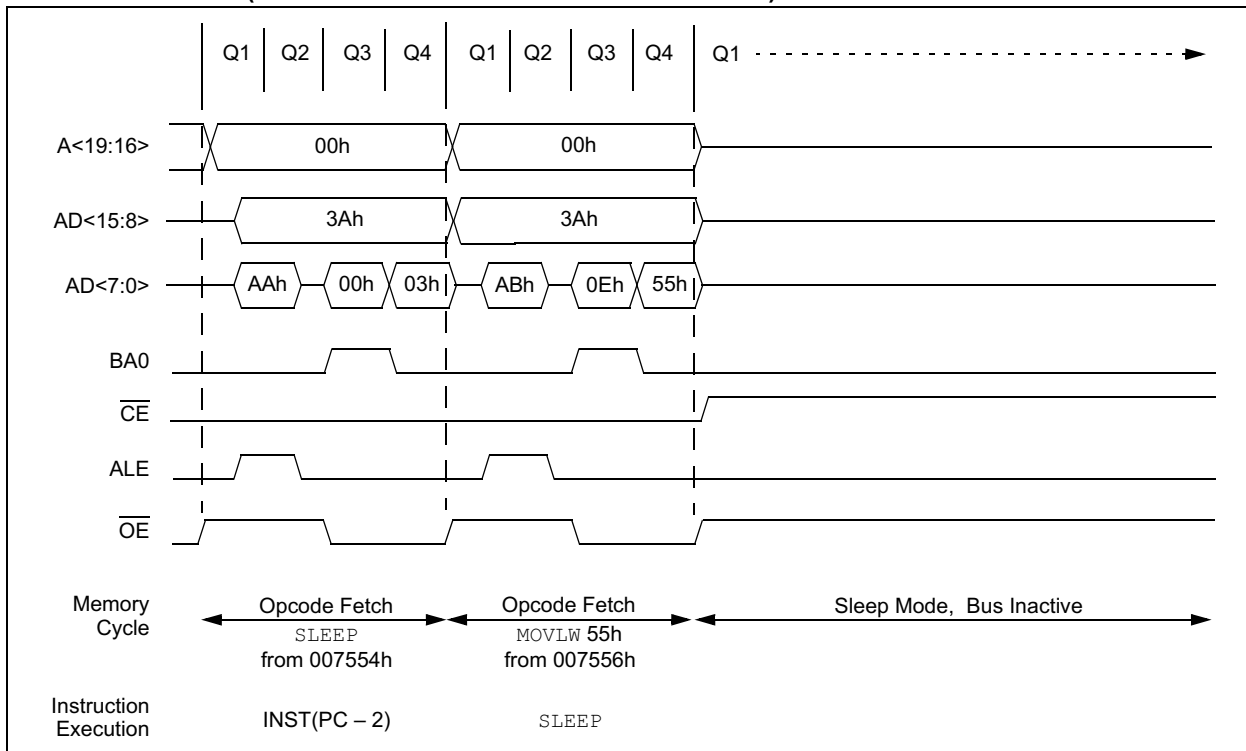 Q1 Q2 Q3 Q4 Q1 Q2 Q3 Q4 Q1
A<19:16> 00h 00h
AD<15:8> 3Ah 3Ah
AD<7:0> AAh 00h 03h ABh 0Eh 55h
BA0
CE
ALE
OE
Memory Cycle
Opcode Fetch
SLEEP
from 007554h
Opcode Fetch
MOVLW 55h
from 007556h
Sleep Mode, Bus Inactive
Instruction Execution
INST(PC – 2)
SLEEP